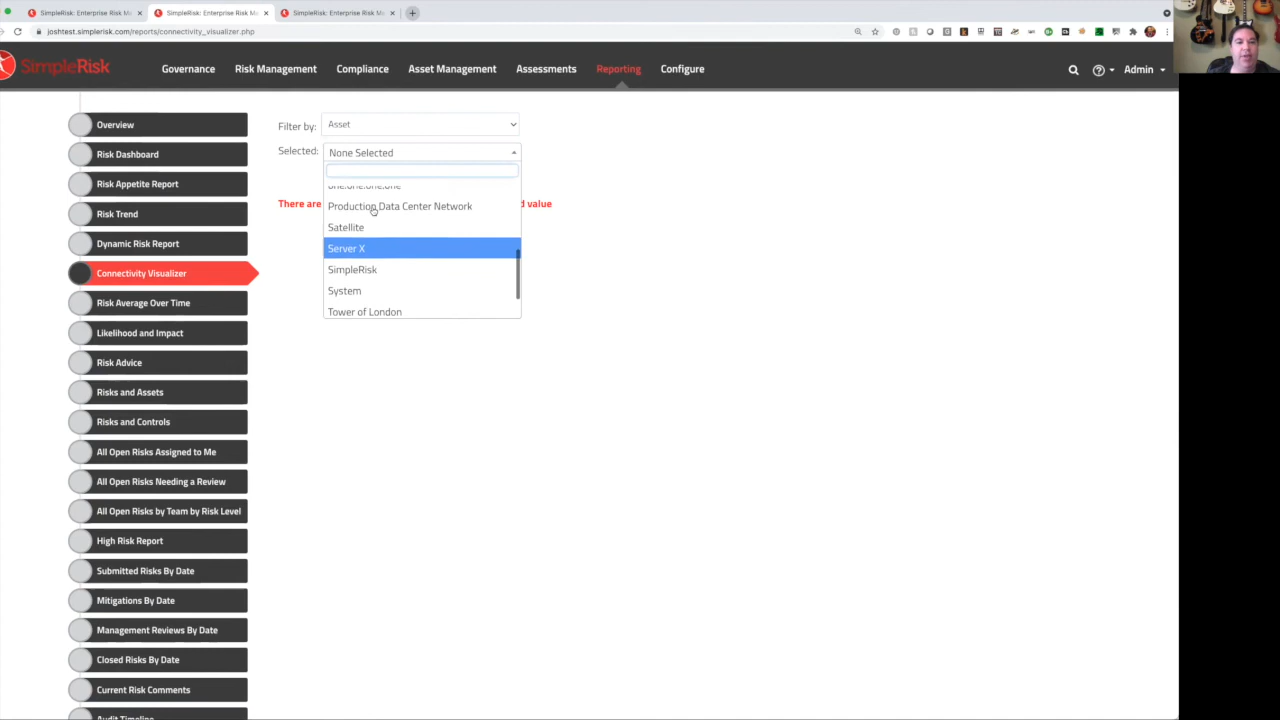 SimpleRisk: Enterprise Risk M
SimpleRisk: Enterprise Risk M
SimpleRisk: Enterprise Risk M
joshtest.simplerisk.com/reports/connectivity_visualizer.php
SimpleRisk
Governance
Risk Management
Compliance
Asset Management
Assessments
Reporting
Configure
Admin
Overview
Risk Dashboard
Risk Appetite Report
Risk Trend
Dynamic Risk Report
Connectivity Visualizer
Risk Average Over Time
Likelihood and Impact
Risk Advice
Risks and Assets
Risks and Controls
All Open Risks Assigned to Me
All Open Risks Needing a Review
All Open Risks by Team by Risk Level
High Risk Report
Submitted Risks By Date
Mitigations By Date
Management Reviews By Date
Closed Risks By Date
Current Risk Comments
Audit Timeline
Filter by: Asset
Selected: None Selected
one.one.one.one
Production Data Center Network
Satellite
Server X
SimpleRisk
System
Tower of London
There are d value